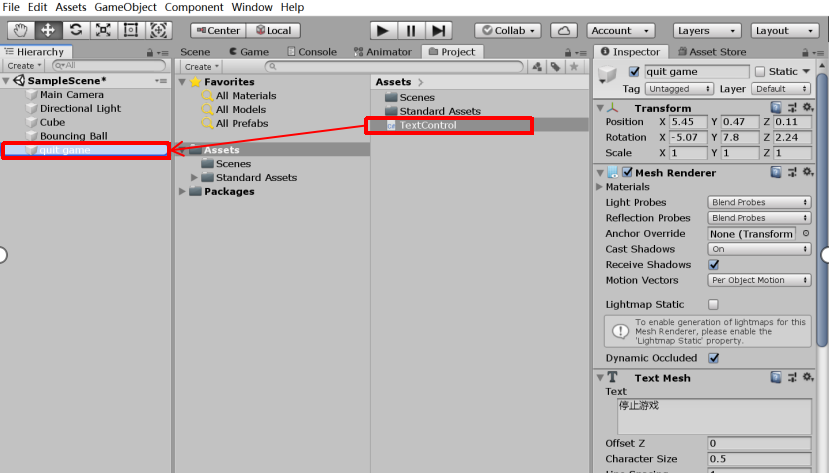 File Edit Assets GameObject Component Window Help
Center Local Collab Account Layers Layout
Hierarchy Scene Game Console Animator Project Inspector Asset Store
Create All Create quit game Static
SampleScene* Favorites Assets Tag Untagged Layer Default
Main Camera All Materials Scenes
Directional Light All Models Standard Assets Transform
Cube All Prefabs TextControl Position X 5.45 Y 0.47 Z 0.11
Bouncing Ball Rotation X -5.07 Y 7.8 Z 2.24
quit game Assets Scale X 1 Y 1 Z 1
Scenes Mesh Renderer
Standard Assets Materials
Packages Light Probes Blend Probes
Reflection Probes Blend Probes
Anchor Override None (Transform
Cast Shadows On
Receive Shadows
Motion Vectors Per Object Motion
Lightmap Static
To enable generation of lightmaps for this
Mesh Renderer, please enable the
'Lightmap Static' property.
Dynamic Occluded
Text Mesh
Text
停止游戏
Offset Z 0
Character Size 0.5